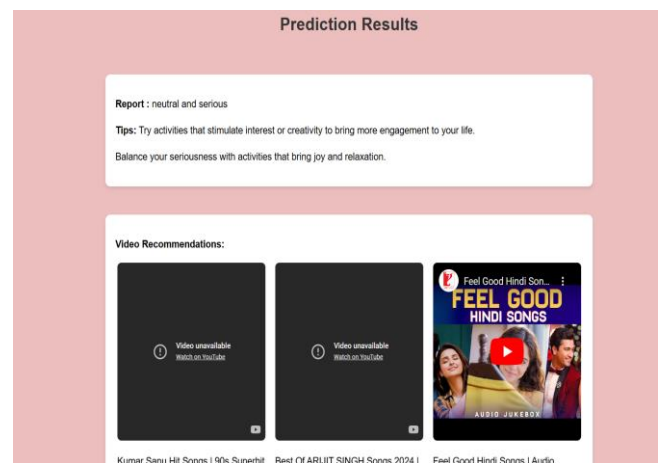 Prediction Results
Report : neutral and serious
Tips: Try activities that stimulate interest or creativity to bring more engagement to your life.
Balance your seriousness with activities that bring joy and relaxation.
Video Recommendations:
Video unavailable
Watch on YouTube
Video unavailable
Watch on YouTube
Feel Good Hindi Son...
FEEL GOOD
HINDI SONGS
AUDIO JUKEBOX
Kumar Sanu Hit Songs | 90s Superhit
Best Of ARIJIT SINGH Songs 2024 |
Feel Good Hindi Songs | Audio